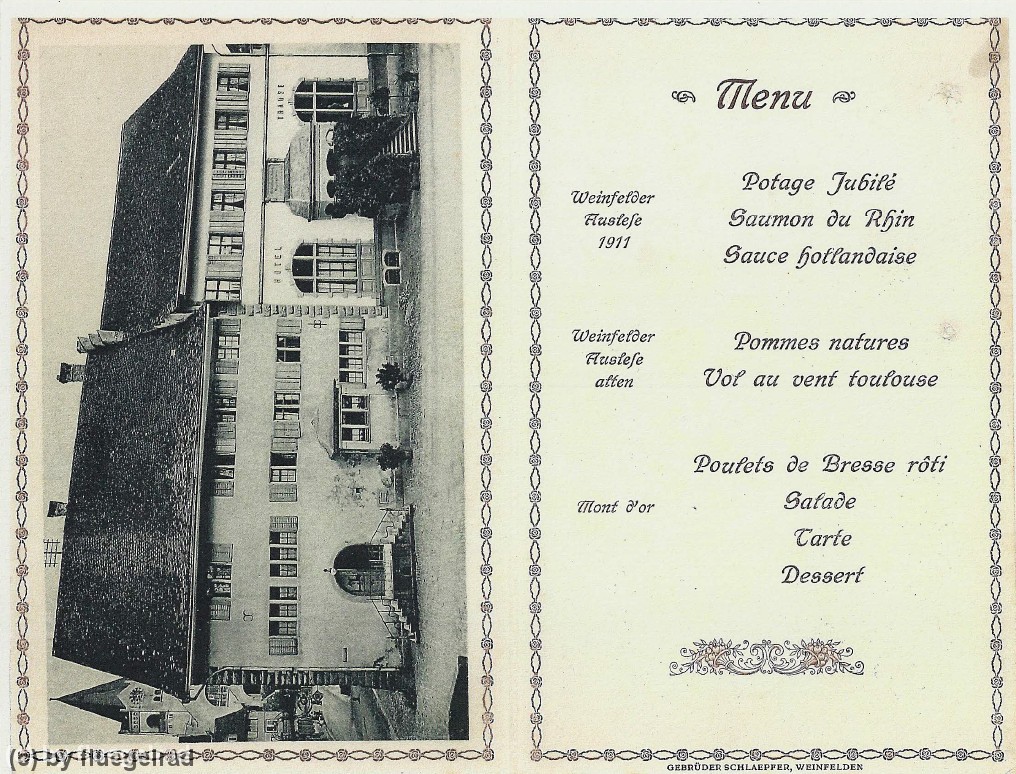 HOTEL TRAUBE
Menu
Weinfelder
Auslese
1911
Potage Jubilé
Saumon du Rhin
Sauce hollandaise
Weinfelder
Auslese
alten
Pommes natures
Vol au vent toulouse
Mont d'or
Poulets de Bresse rôti
Salade
Tarte
Dessert
GEBRÜDER SCHLAEPFER, WEINFELDEN
(c) by fluegelrad